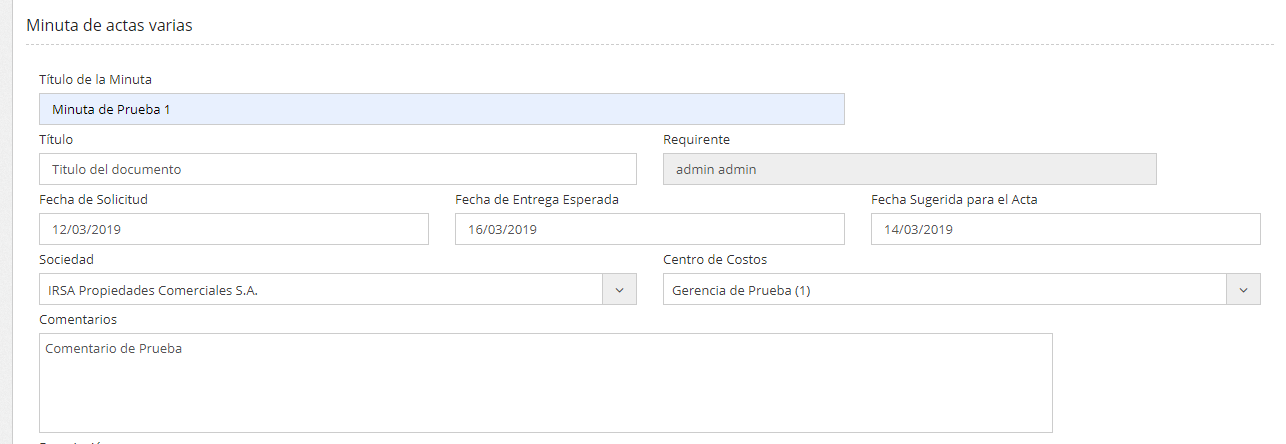 Minuta de actas varias
Título de la Minuta
Minuta de Prueba 1
Título
Requirente
Titulo del documento
admin admin
Fecha de Solicitud
Fecha de Entrega Esperada
Fecha Sugerida para el Acta
12/03/2019
16/03/2019
14/03/2019
Sociedad
Centro de Costos
IRSA Propiedades Comerciales S.A.
Gerencia de Prueba (1)
Comentarios
Comentario de Prueba